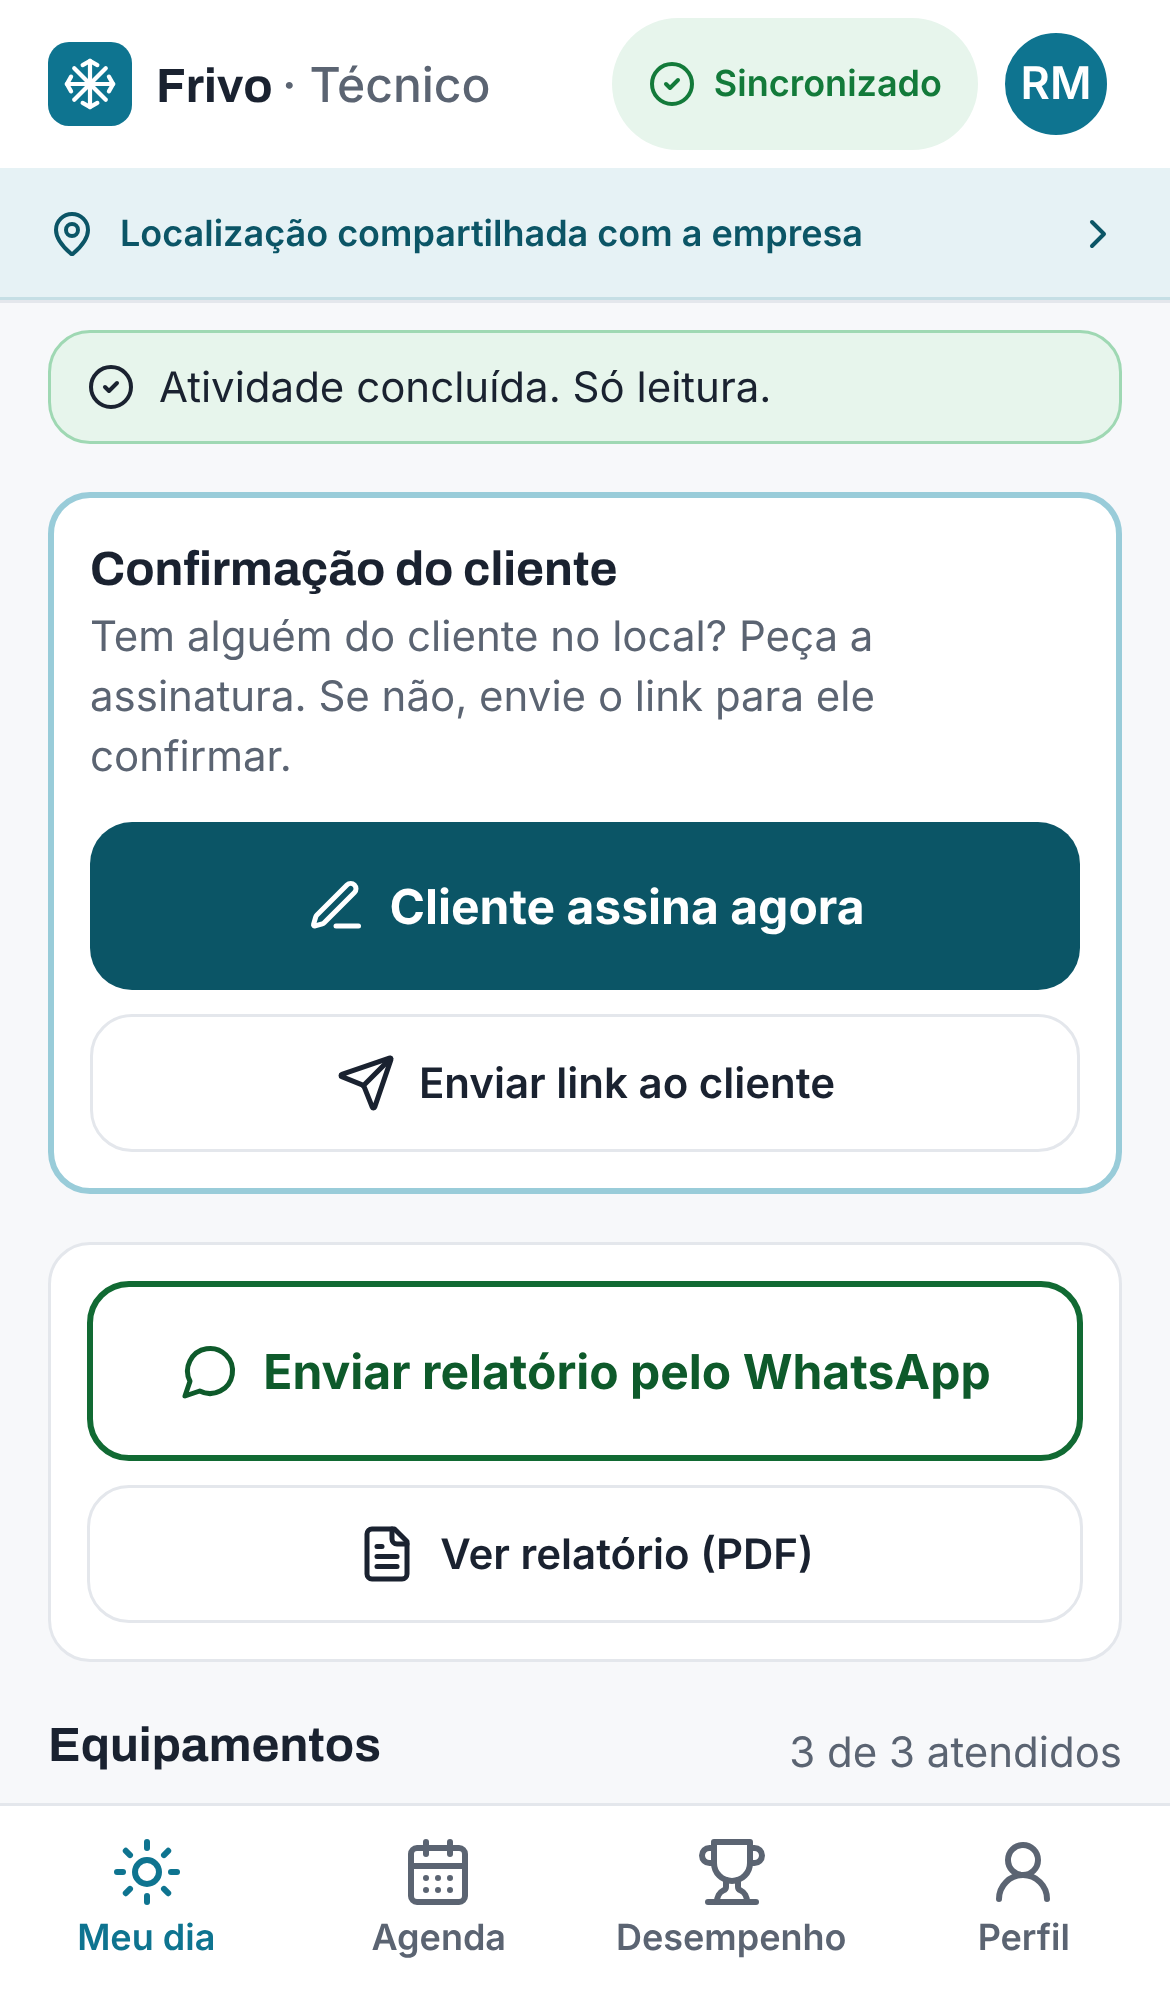 Frivo · Técnico
Sincronizado
RM
Localização compartilhada com a empresa
Atividade concluída. Só leitura.
Confirmação do cliente
Tem alguém do cliente no local? Peça a
assinatura. Se não, envie o link para ele
confirmar.
Cliente assina agora
Enviar link ao cliente
Enviar relatório pelo WhatsApp
Ver relatório (PDF)
Equipamentos
3 de 3 atendidos
Meu dia
Agenda
Desempenho
Perfil